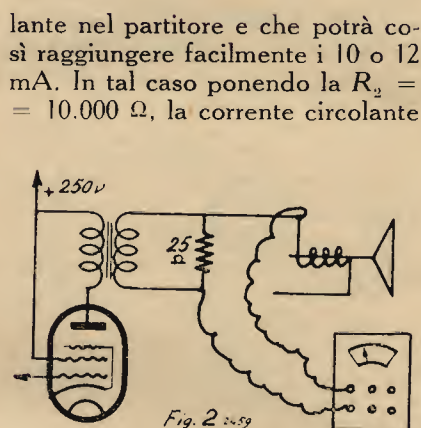 lante nel partitore e che potrà co-
sì raggiungere facilmente i 10 o 12
mA. In tal caso ponendo la R₂ =
= 10.000 Ω, la corrente circolante
+ 250v
25
Ω
Fig. 2 2459